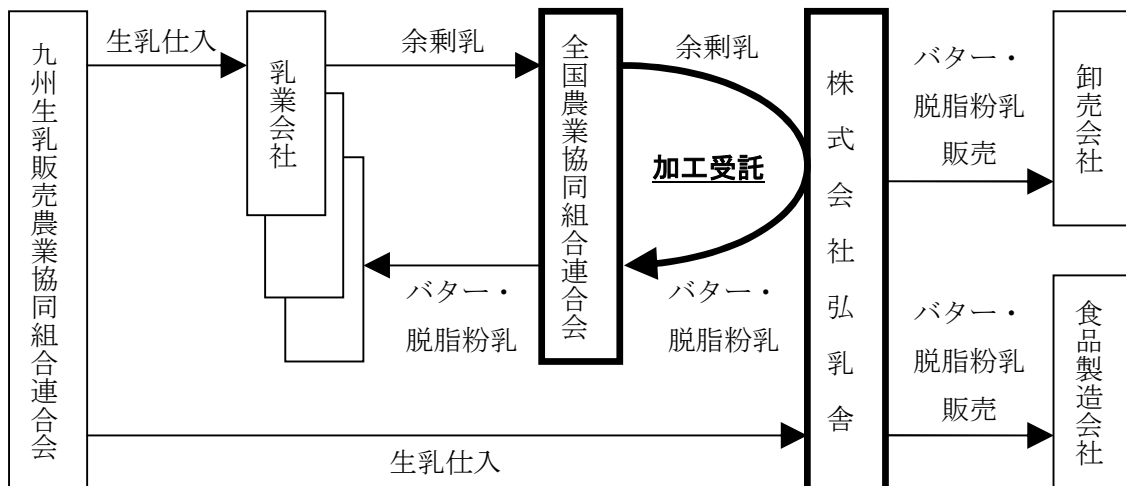 九州生乳販売農業協同組合連合会
生乳仕入
乳業会社
余剰乳
全国農業協同組合連合会
余剰乳
加工受託
バター・
脱脂粉乳
バター・
脱脂粉乳
株式会社弘乳舎
バター・
脱脂粉乳
販売
卸売会社
バター・
脱脂粉乳
販売
食品製造会社
生乳仕入